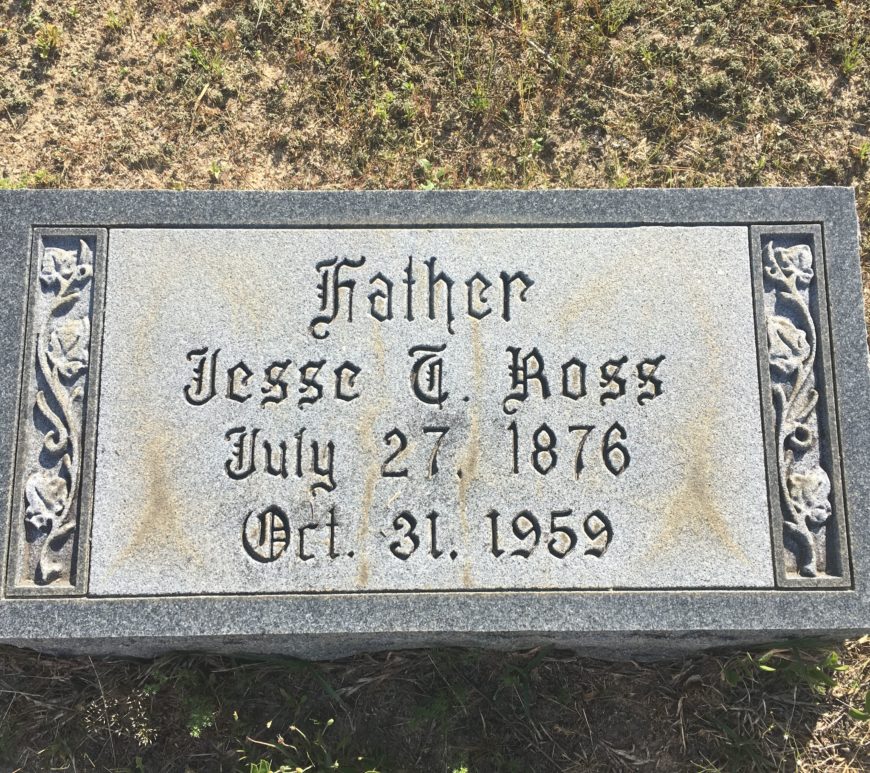 Father
Jesse T. Ross
July 27, 1876
Oct. 31. 1959